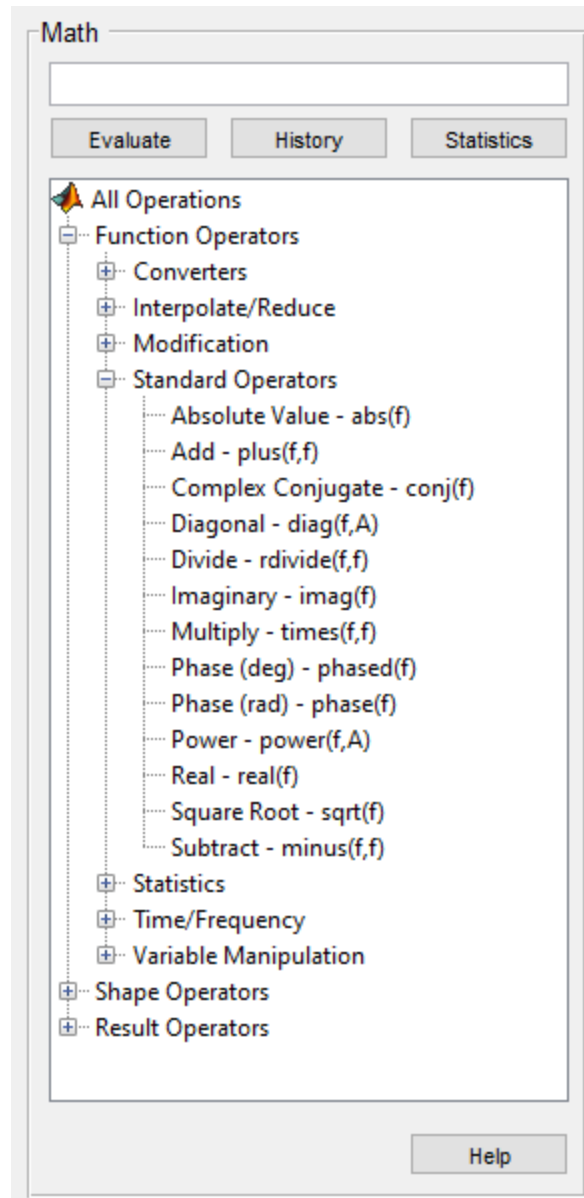 Math
Evaluate History Statistics
All Operations
Function Operators
Converters
Interpolate/Reduce
Modification
Standard Operators
Absolute Value - abs(f)
Add - plus(f,f)
Complex Conjugate - conj(f)
Diagonal - diag(f,A)
Divide - rdivide(f,f)
Imaginary - imag(f)
Multiply - times(f,f)
Phase (deg) - phased(f)
Phase (rad) - phase(f)
Power - power(f,A)
Real - real(f)
Square Root - sqrt(f)
Subtract - minus(f,f)
Statistics
Time/Frequency
Variable Manipulation
Shape Operators
Result Operators
Help